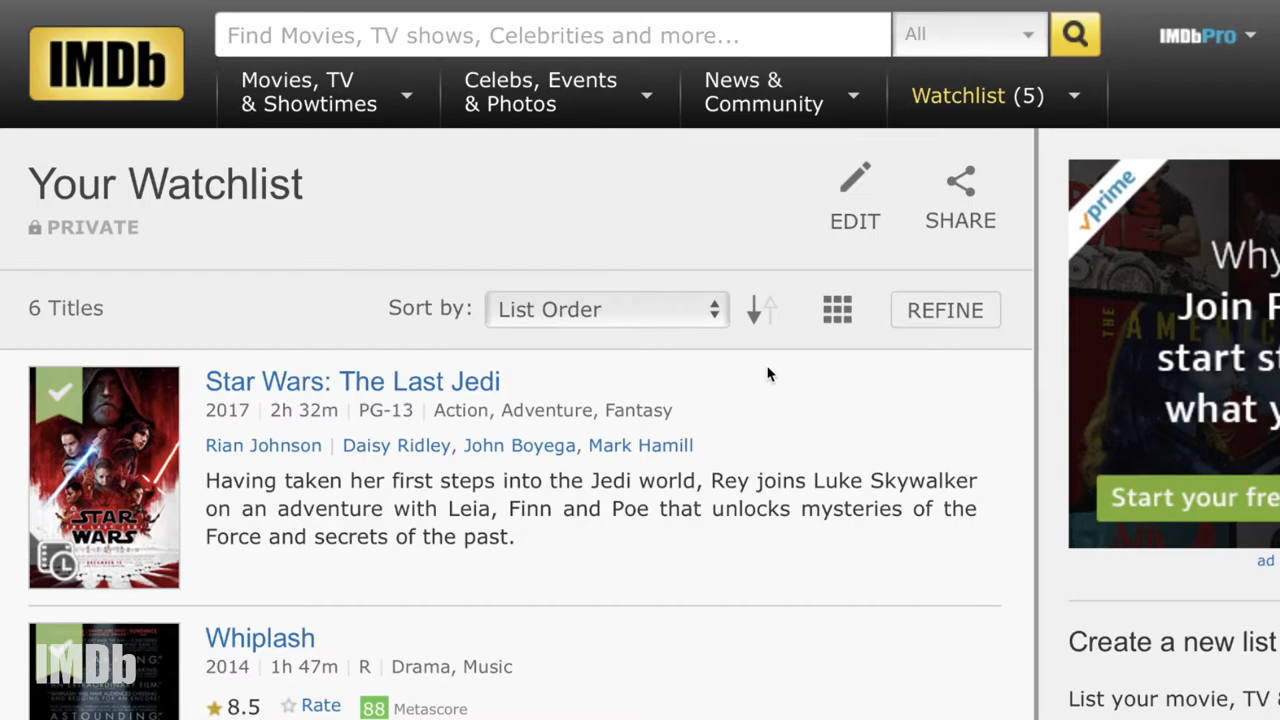 IMDb
Find Movies, TV shows, Celebrities and more...
All
IMDbPro
Movies, TV
& Showtimes
Celebs, Events
& Photos
News &
Community
Watchlist (5)
Your Watchlist
PRIVATE
EDIT
SHARE
6 Titles
Sort by:
List Order
REFINE
Star Wars: The Last Jedi
2017 | 2h 32m | PG-13 | Action, Adventure, Fantasy
Rian Johnson | Daisy Ridley, John Boyega, Mark Hamill
Having taken her first steps into the Jedi world, Rey joins Luke Skywalker
on an adventure with Leia, Finn and Poe that unlocks mysteries of the
Force and secrets of the past.
STAR
WARS
Whiplash
2014 | 1h 47m | R | Drama, Music
8.5
Rate
88 Metascore
ASTOUNDING
IMDb
prime
Why
Join P
start st
what y
Start your fre
ad
Create a new list
List your movie, TV